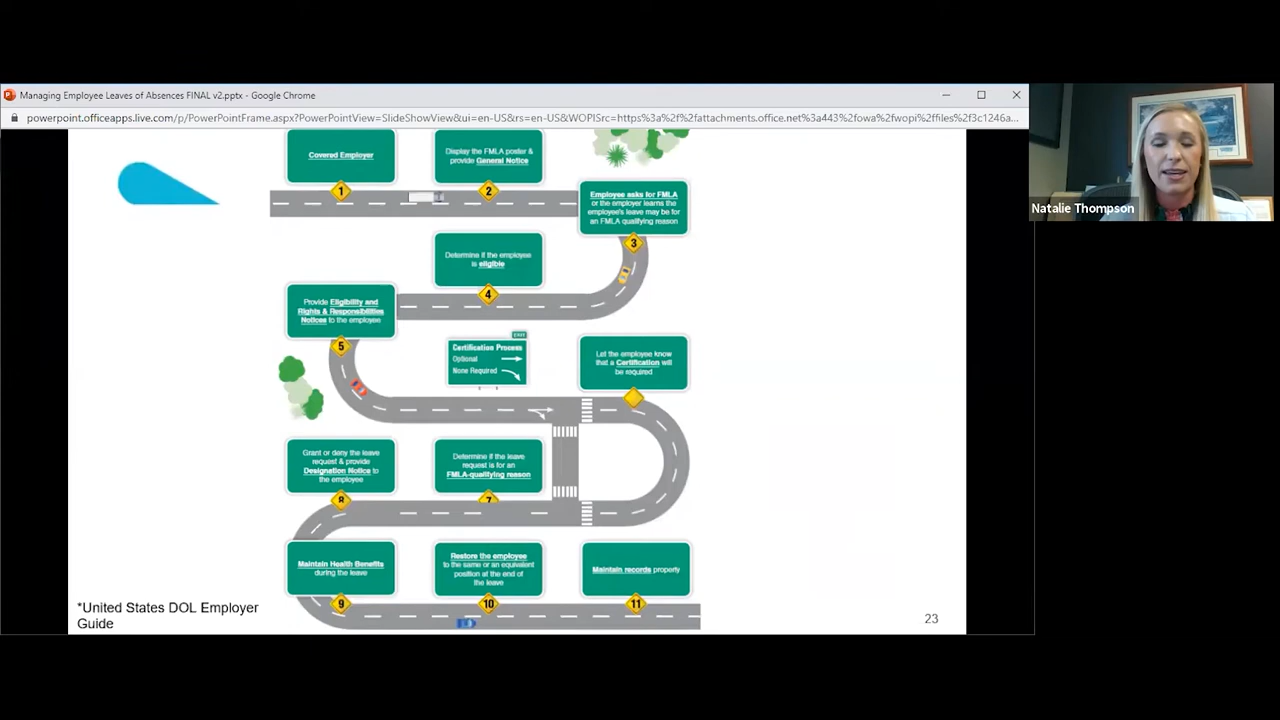 Managing Employee Leaves of Absences FINAL v2.pptx - Google Chrome
powerpoint.officeapps.live.com/p/PowerPointFrame.aspx?PowerPointView=SlideShowView&ui=en-US&rs=en-US&WOPISrc=https%3a%2f%2fattachments.office.net%3a443%2fowa%2fwopi%2ffiles%2f3c1246a...
Covered Employer
1
Display the FMLA poster &
provide General Notice
2
Employee asks for FMLA
or the employer learns the
employee's leave may be for
an FMLA qualifying reason
3
Determine if the employee
is eligible
4
Provide Eligibility and
Rights & Responsibilities
Notices to the employee
5
EXIT
Certification Process
Optional
None Required
Let the employee know
that a Certification will
be required
Determine if the leave
request is for an
FMLA-qualifying reason
7
Grant or deny the leave
request & provide
Designation Notice to
the employee
8
Maintain Health Benefits
during the leave
9
Restore the employee
to the same or an equivalent
position at the end of
the leave
10
Maintain records properly
11
*United States DOL Employer
Guide
23
Natalie Thompson